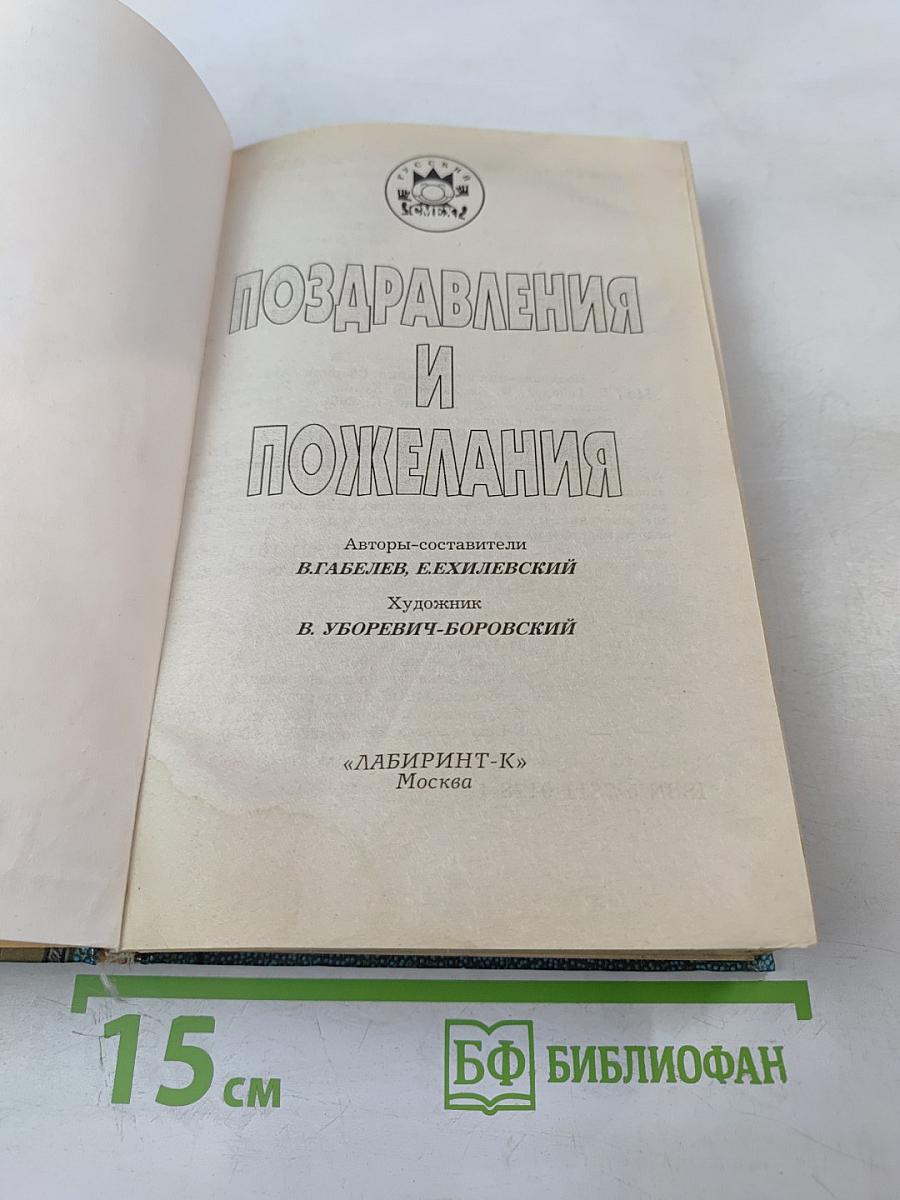 РУССКИЙ
СМЕХ
ПОЗДРАВЛЕНИЯ
И
ПОЖЕЛАНИЯ
Авторы-составители
В.ГАБЕЛЕВ, Е.ЕХИЛЕВСКИЙ
Художник
В. УБОРЕВИЧ-БОРОВСКИЙ
«ЛАБИРИНТ-К»
Москва
15 см
БФ БИБЛИОФАН